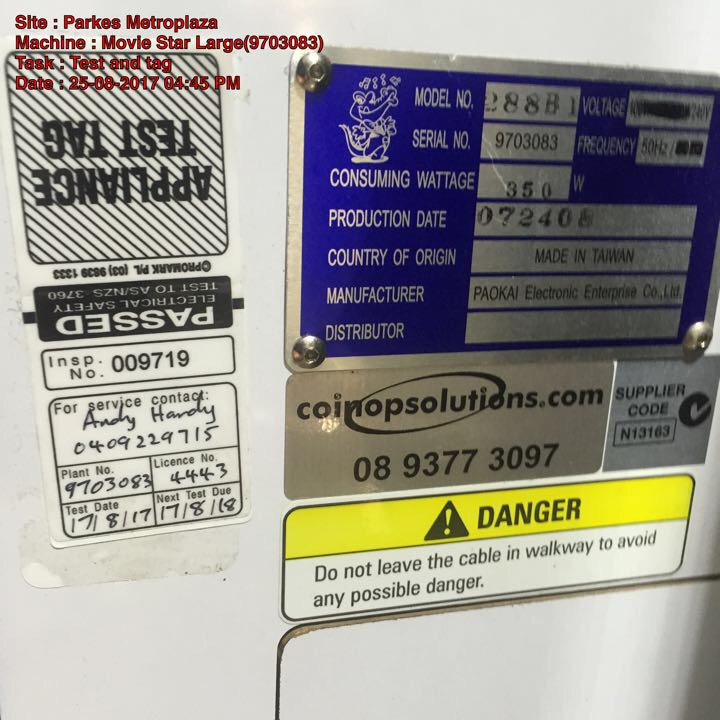 Site : Parkes Metroplaza
Machine : Movie Star Large(9703083)
Task : Test and tag
Date : 25-08-2017 04:45 PM
APPLIANCE
TEST TAG
©PROMARK P/L (03) 9839 1333
PASSED
ELECTRICAL SAFETY
TEST TO AS/NZS 3760
Insp. No. 009719
For service contact:
Andy Handy
0409229715
Plant No. 9703083
Licence No. 4443
Test Date 17/8/17
Next Test Due 17/8/18
MODEL NO. 288B1 VOLTAGE 240V
SERIAL NO. 9703083 FREQUENCY 50Hz/
CONSUMING WATTAGE 350 W
PRODUCTION DATE 072408
COUNTRY OF ORIGIN MADE IN TAIWAN
MANUFACTURER PAOKAI Electronic Enterprise Co.,Ltd.
DISTRIBUTOR
coinopsolutions.com
08 9377 3097
SUPPLIER
CODE
N13163
DANGER
Do not leave the cable in walkway to avoid
any possible danger.